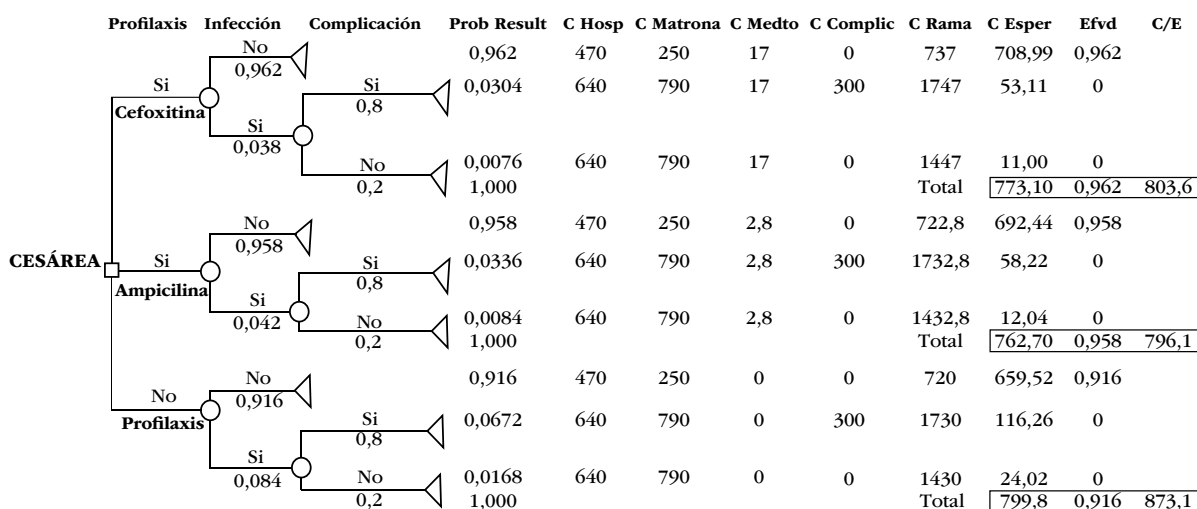 Profilaxis Infección Complicación Prob Result C Hosp C Matrona C Medto C Complic C Rama C Esper Efvd C/E
No 0,962 470 250 17 0 737 708,99 0,962
0,962
Si Si 0,0304 640 790 17 300 1747 53,11 0
Cefoxitina 0,8
Si
0,038
No 0,0076 640 790 17 0 1447 11,00 0
0,2 1,000 Total 773,10 0,962 803,6
No 0,958 470 250 2,8 0 722,8 692,44 0,958
0,958
CESÁREA Si Si 0,0336 640 790 2,8 300 1732,8 58,22 0
Ampicilina 0,8
Si
0,042 No 0,0084 640 790 2,8 0 1432,8 12,04 0
0,2 1,000 Total 762,70 0,958 796,1
No 0,916 470 250 0 0 720 659,52 0,916
0,916
No
Profilaxis Si 0,0672 640 790 0 300 1730 116,26 0
0,8
Si
0,084 No 0,0168 640 790 0 0 1430 24,02 0
0,2 1,000 Total 799,8 0,916 873,1